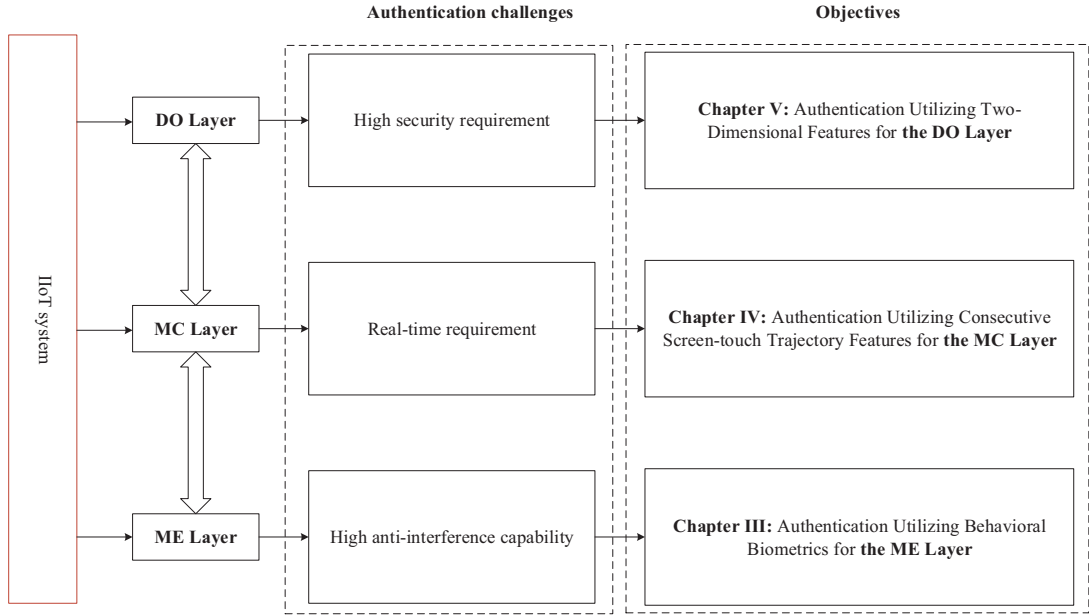 Authentication challenges
Objectives
IIoT system
DO Layer
High security requirement
Chapter V: Authentication Utilizing Two-
Dimensional Features for the DO Layer
MC Layer
Real-time requirement
Chapter IV: Authentication Utilizing Consecutive
Screen-touch Trajectory Features for the MC Layer
ME Layer
High anti-interference capability
Chapter III: Authentication Utilizing Behavioral
Biometrics for the ME Layer